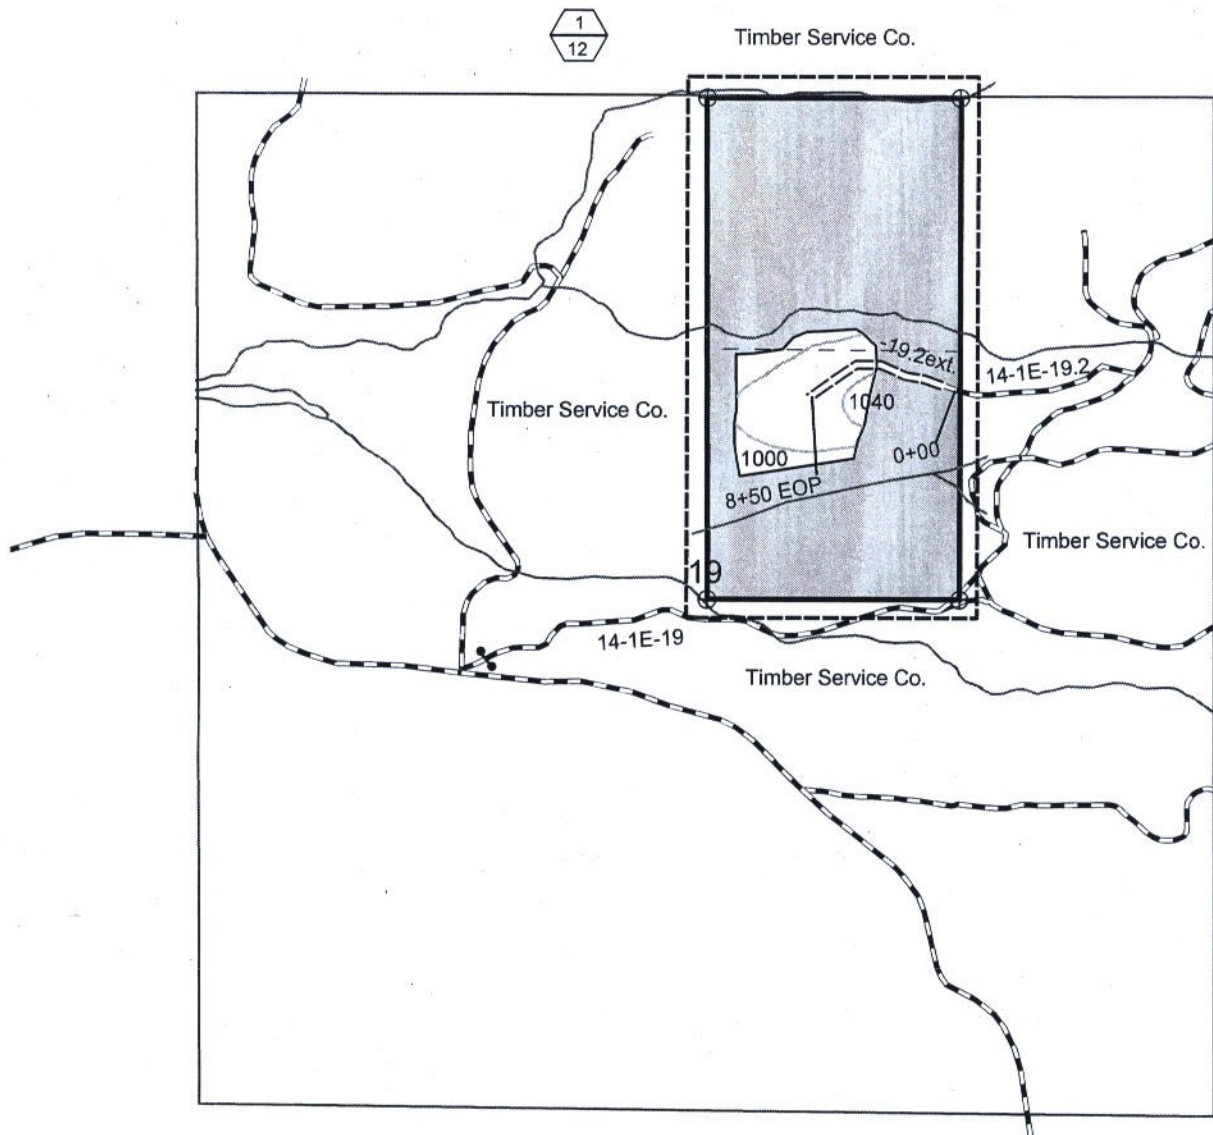 1
12
Timber Service Co.
-19.2ext.
14-1E-19.2
Timber Service Co.
1040
1000
0+00
8+50 EOP
Timber Service Co.
19
14-1E-19
Timber Service Co.